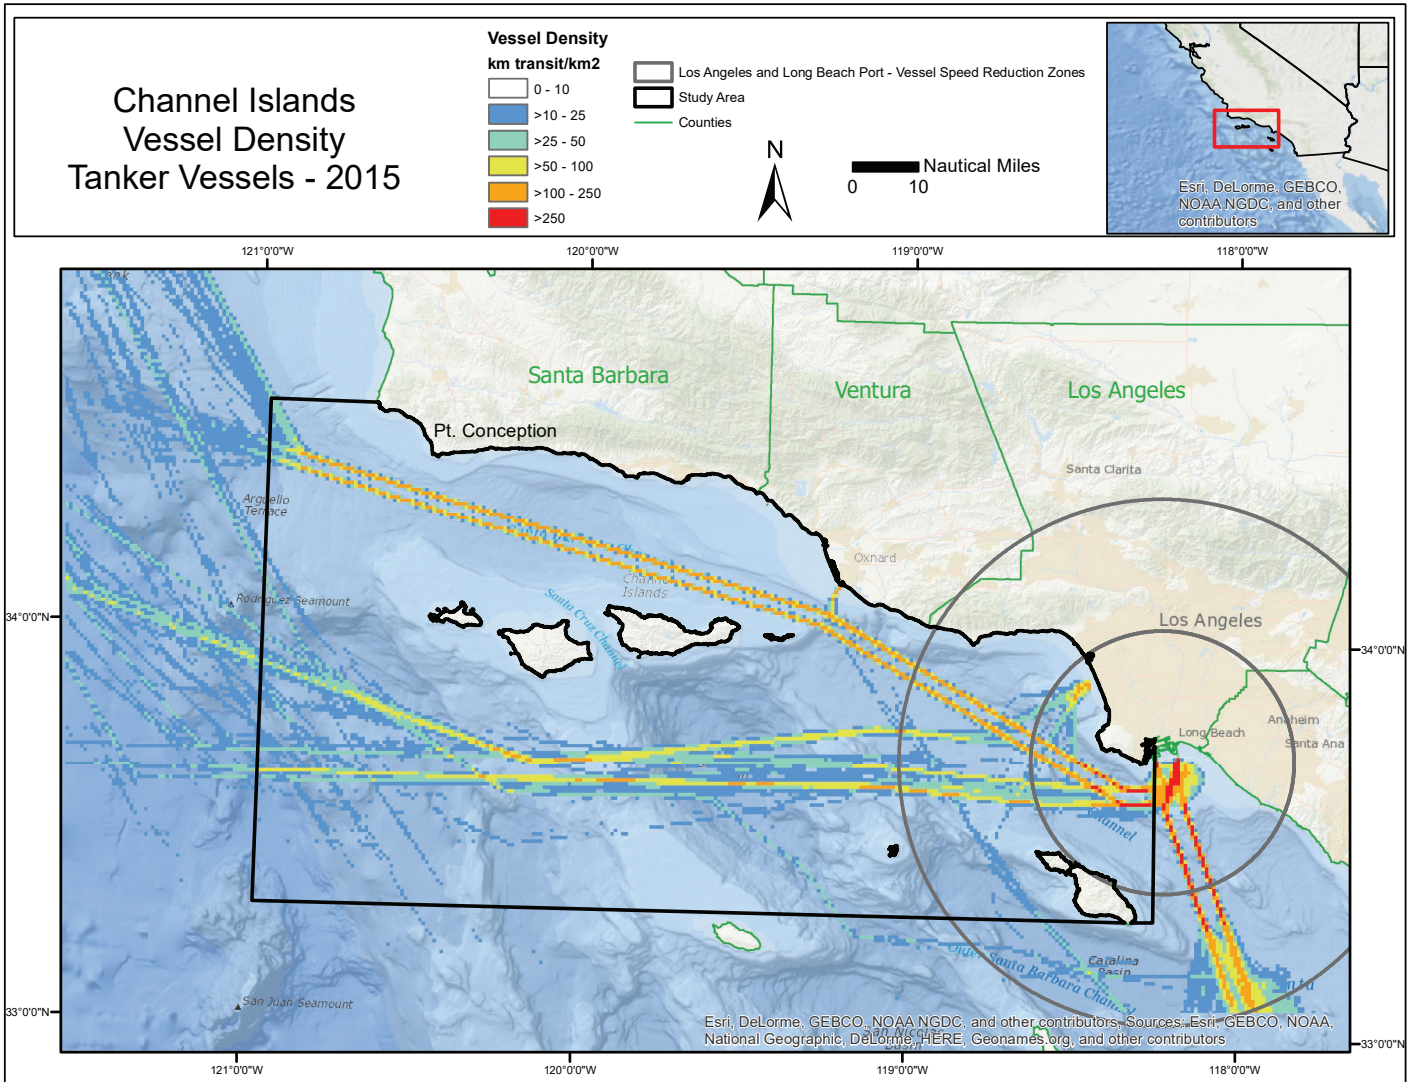 Channel Islands
Vessel Density
Tanker Vessels - 2015
Vessel Density
km transit/km2
0 - 10
>10 - 25
>25 - 50
>50 - 100
>100 - 250
>250
Los Angeles and Long Beach Port - Vessel Speed Reduction Zones
Study Area
Counties
N
Nautical Miles
0 10
Esri, DeLorme, GEBCO,
NOAA NGDC, and other
contributors
121°0'0"W 120°0'0"W 119°0'0"W 118°0'0"W
Santa Barbara
Ventura
Los Angeles
Pt. Conception
Santa Clarita
Arguello
Terrace
Oxnard
Channel
Islands
Santa Cruz Channel
Rodriguez Seamount
34°0'0"N
34°0'0"N
Los Angeles
Long Beach
Anaheim
Santa Ana
Channel
Catalina
Basin
Outer Santa Barbara Channel
San Juan Seamount
33°0'0"N
33°0'0"N
San Nicolas
Basin
Esri, DeLorme, GEBCO, NOAA NGDC, and other contributors, Sources: Esri, GEBCO, NOAA,
National Geographic, DeLorme, HERE, Geonames.org, and other contributors
121°0'0"W 120°0'0"W 119°0'0"W 118°0'0"W